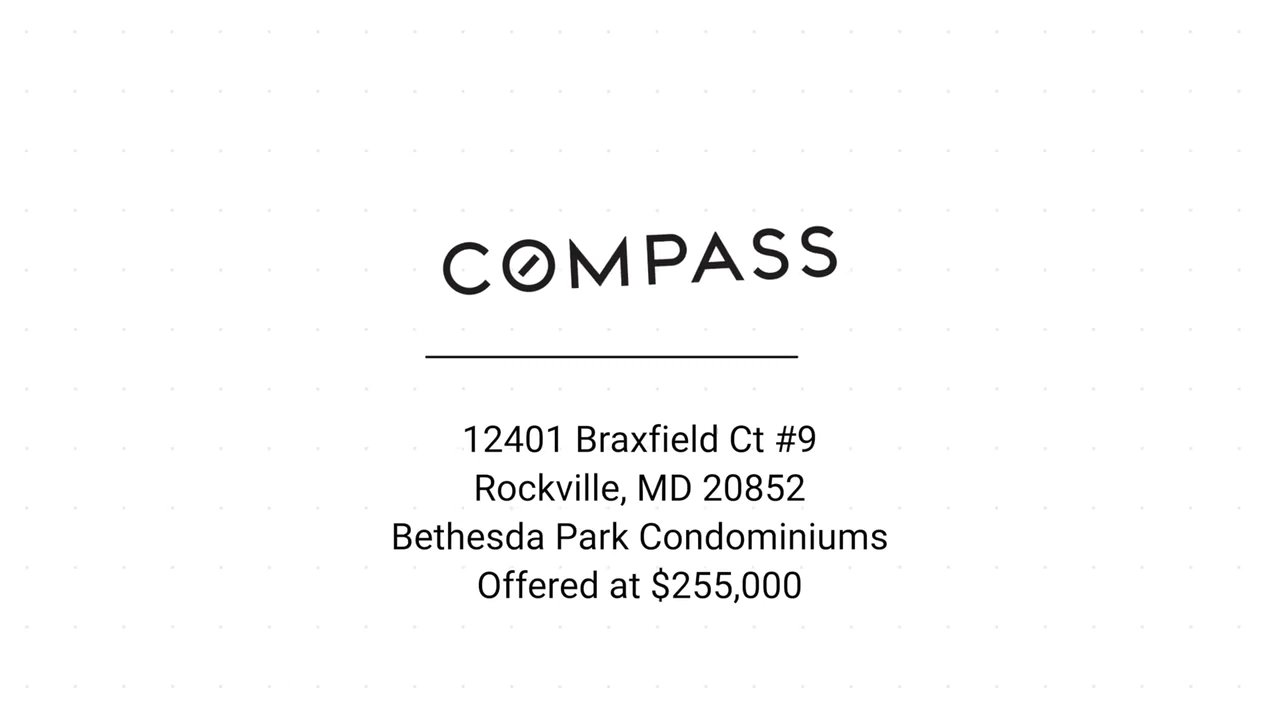 COMPASS
12401 Braxfield Ct #9
Rockville, MD 20852
Bethesda Park Condominiums
Offered at $255,000